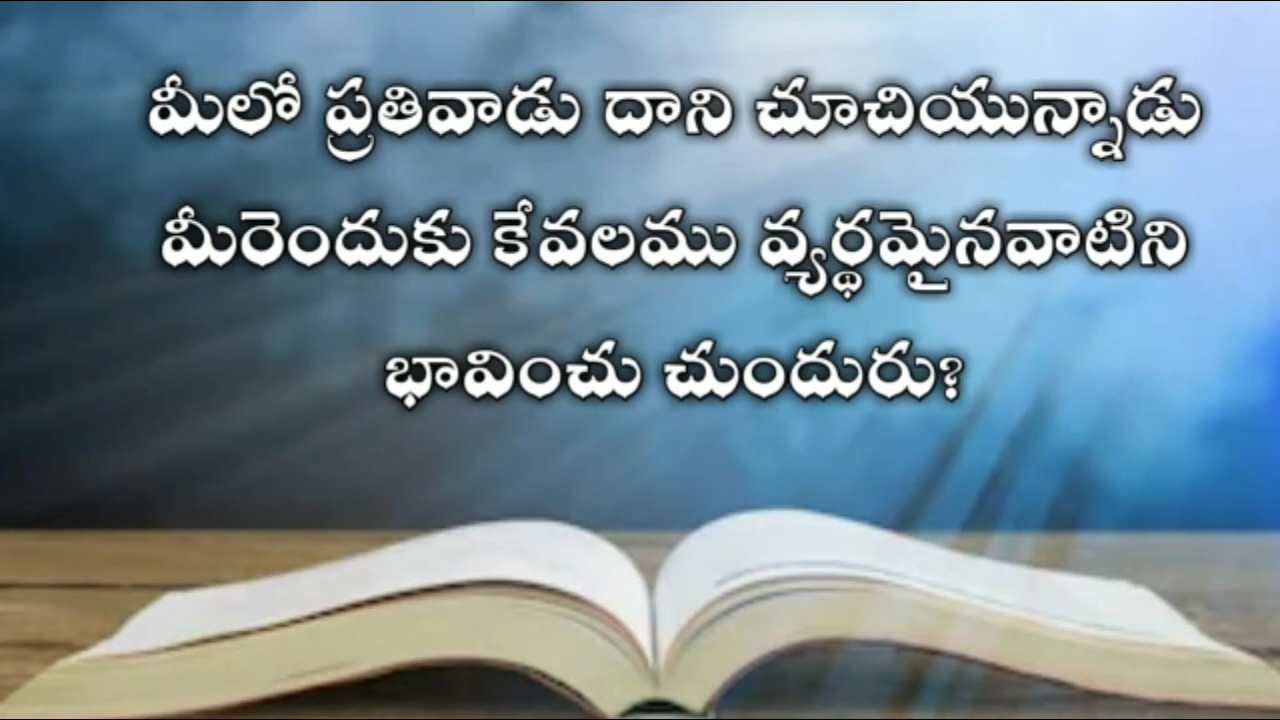 మీలో ప్రతివాడు దాని చూచియున్నాడు
మీరెందుకు కేవలము వ్యర్థమైనవాటిని
భావించు చుందురు?